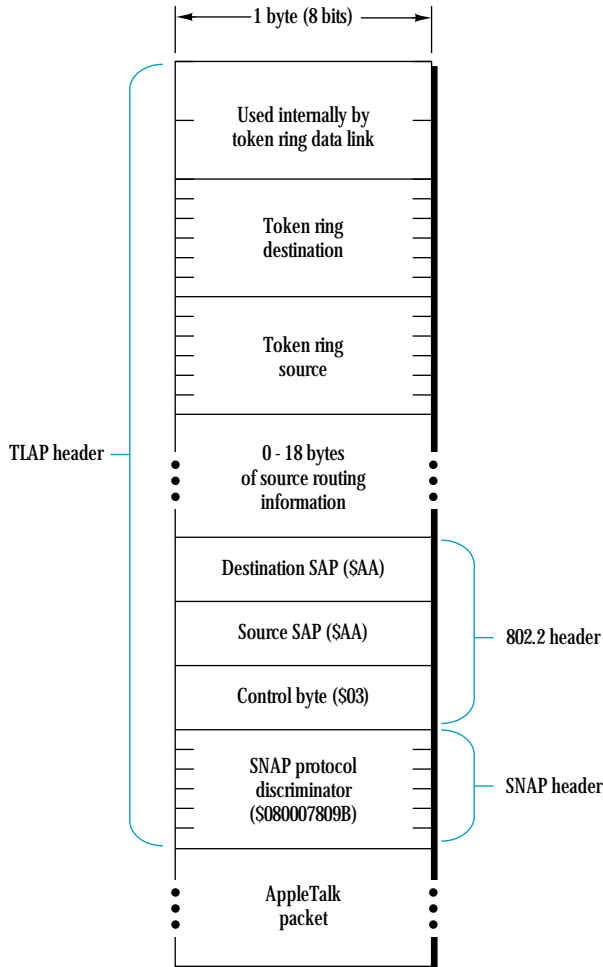 1 byte (8 bits)
Used internally by
token ring data link
Token ring
destination
Token ring
source
TLAP header
0 - 18 bytes
of source routing
information
Destination SAP ($AA)
Source SAP ($AA)
802.2 header
Control byte ($03)
SNAP protocol
discriminator
($080007809B)
SNAP header
AppleTalk
packet